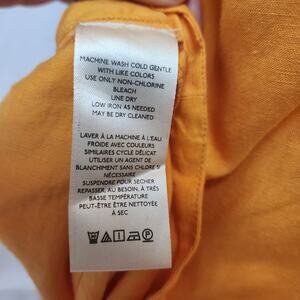 MACHINE WASH COLD GENTLE
WITH LIKE COLORS
USE ONLY NON-CHLORINE
BLEACH
LINE DRY
LOW IRON AS NEEDED
MAY BE DRY CLEANED
LAVER À LA MACHINE À L'EAU
FROIDE AVEC COULEURS
SIMILAIRES CYCLE DÉLICAT
UTILISER UN AGENT DE
BLANCHIMENT SANS CHLORE SI
NÉCESSAIRE
SUSPENDRE POUR SÉCHER
REPASSER, AU BESOIN, À TRÈS
BASSE TEMPÉRATURE
PEUT-ÊTRE ÊTRE NETTOYÉE
À SEC